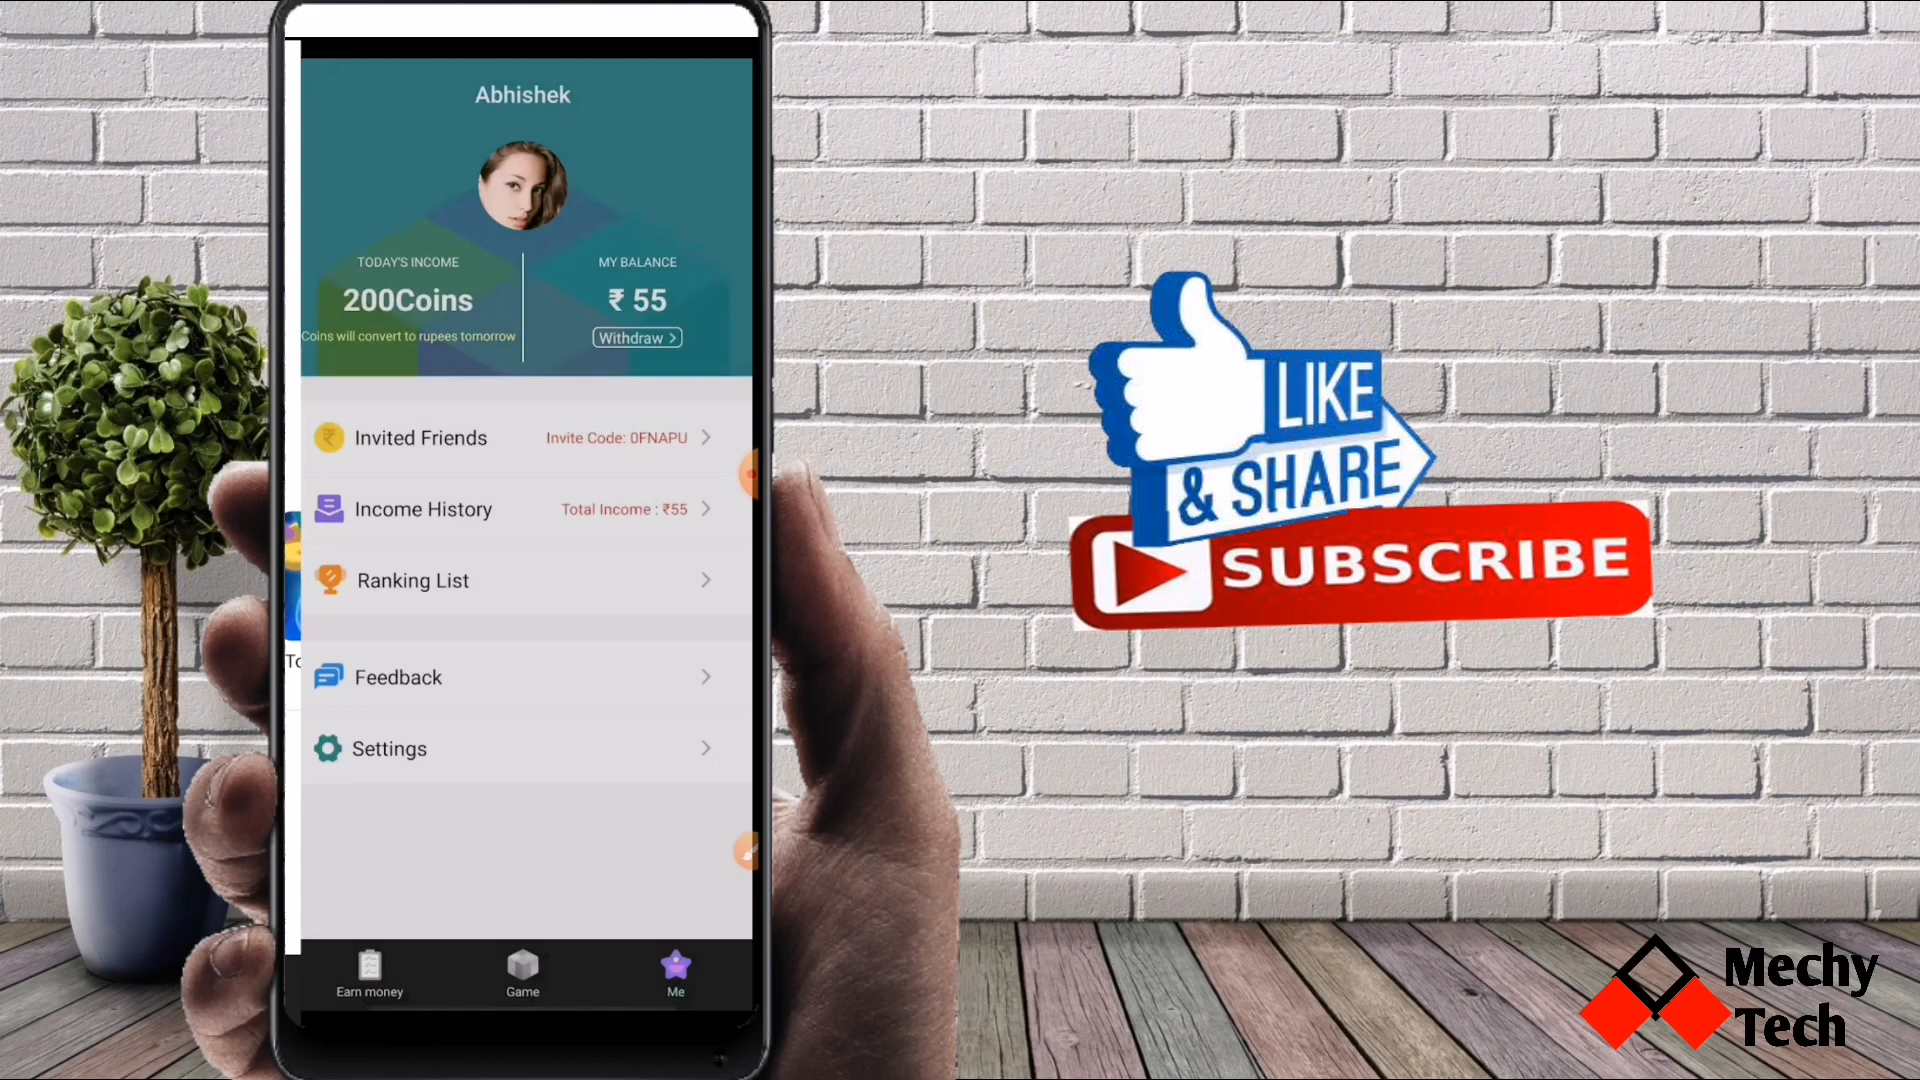 Abhishek
TODAY'S INCOME
200Coins
Coins will convert to rupees tomorrow
MY BALANCE
₹ 55
Withdraw >
Invited Friends
Invite Code: 0FNAPU
Income History
Total Income : ₹55
Ranking List
To
Feedback
Settings
Earn money
Game
Me
LIKE
& SHARE
SUBSCRIBE
Mechy
Tech